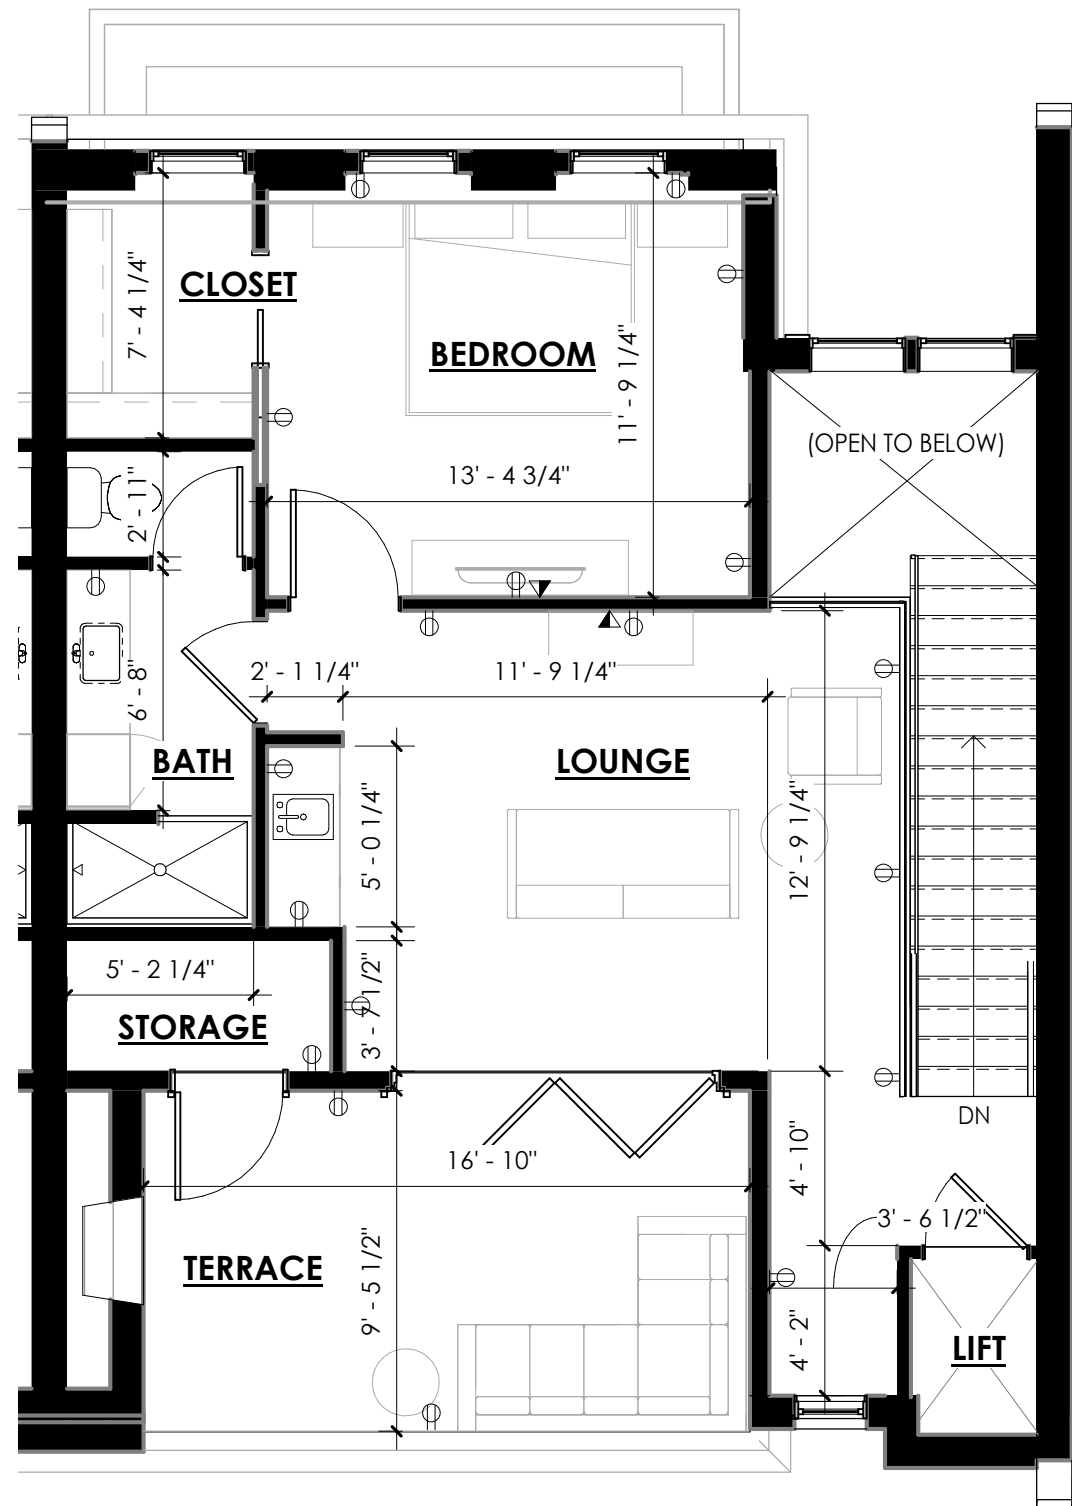 CLOSET
7' - 4 1/4"
BEDROOM
11' - 9 1/4"
13' - 4 3/4"
(OPEN TO BELOW)
2' - 11"
6' - 8"
2' - 1 1/4"
11' - 9 1/4"
BATH
LOUNGE
5' - 0 1/4"
12' - 9 1/4"
5' - 2 1/4"
STORAGE
3' - 7 1/2"
DN
16' - 10"
4' - 10"
3' - 6 1/2"
TERRACE
9' - 5 1/2"
4' - 2"
LIFT